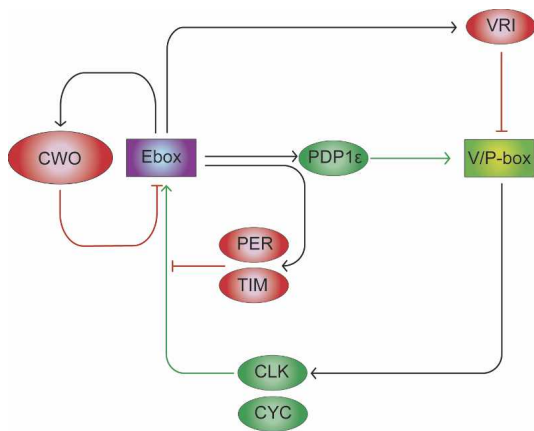 VRI
CWO
Ebox
PDP1ε
V/P-box
PER
TIM
CLK
CYC